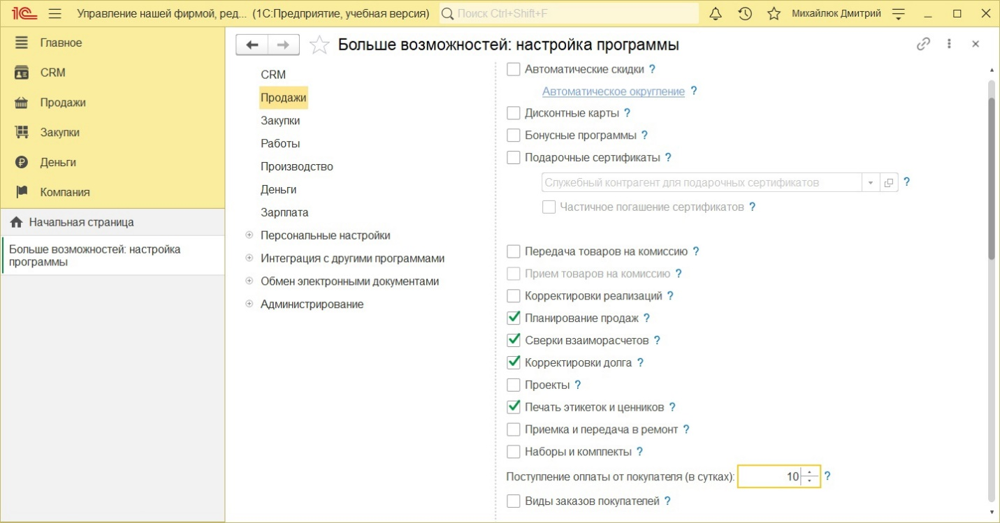 1С Управление нашей фирмой, ред... (1С:Предприятие, учебная версия) Поиск Ctrl+Shift+F Михайлюк Дмитрий
Главное
CRM
Продажи
Закупки
Деньги
Компания
Начальная страница
Больше возможностей: настройка
программы
Больше возможностей: настройка программы
CRM
Продажи
Закупки
Работы
Производство
Деньги
Зарплата
Персональные настройки
Интеграция с другими программами
Обмен электронными документами
Администрирование
Автоматические скидки ?
Автоматическое округление ?
Дисконтные карты ?
Бонусные программы ?
Подарочные сертификаты ?
Служебный контрагент для подарочных сертификатов ?
Частичное погашение сертификатов ?
Передача товаров на комиссию ?
Прием товаров на комиссию ?
Корректировки реализаций ?
Планирование продаж ?
Сверки взаиморасчетов ?
Корректировки долга ?
Проекты ?
Печать этикеток и ценников ?
Приемка и передача в ремонт ?
Наборы и комплекты ?
Поступление оплаты от покупателя (в сутках): 10 ?
Виды заказов покупателей ?